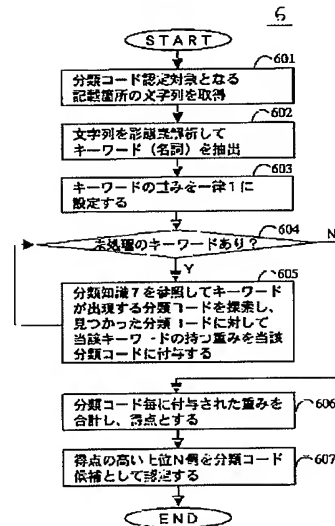 6
START
601
分類コード認定対象となる
記載箇所の文字列を取得
602
文字列を形態素解析して
キーワード（名詞）を抽出
603
キーワードの重みを一律1に
設定する
604
未処理のキーワードあり？
N
Y
605
分類知識7を参照してキーワード
が出現する分類コードを探索し、
見つかった分類コードに対して
当該キーワードの持つ重みを当該
分類コードに付与する
606
分類コード毎に付与された重みを
合計し、得点とする
607
得点の高い上位N個を分類コード
候補として認定する
END